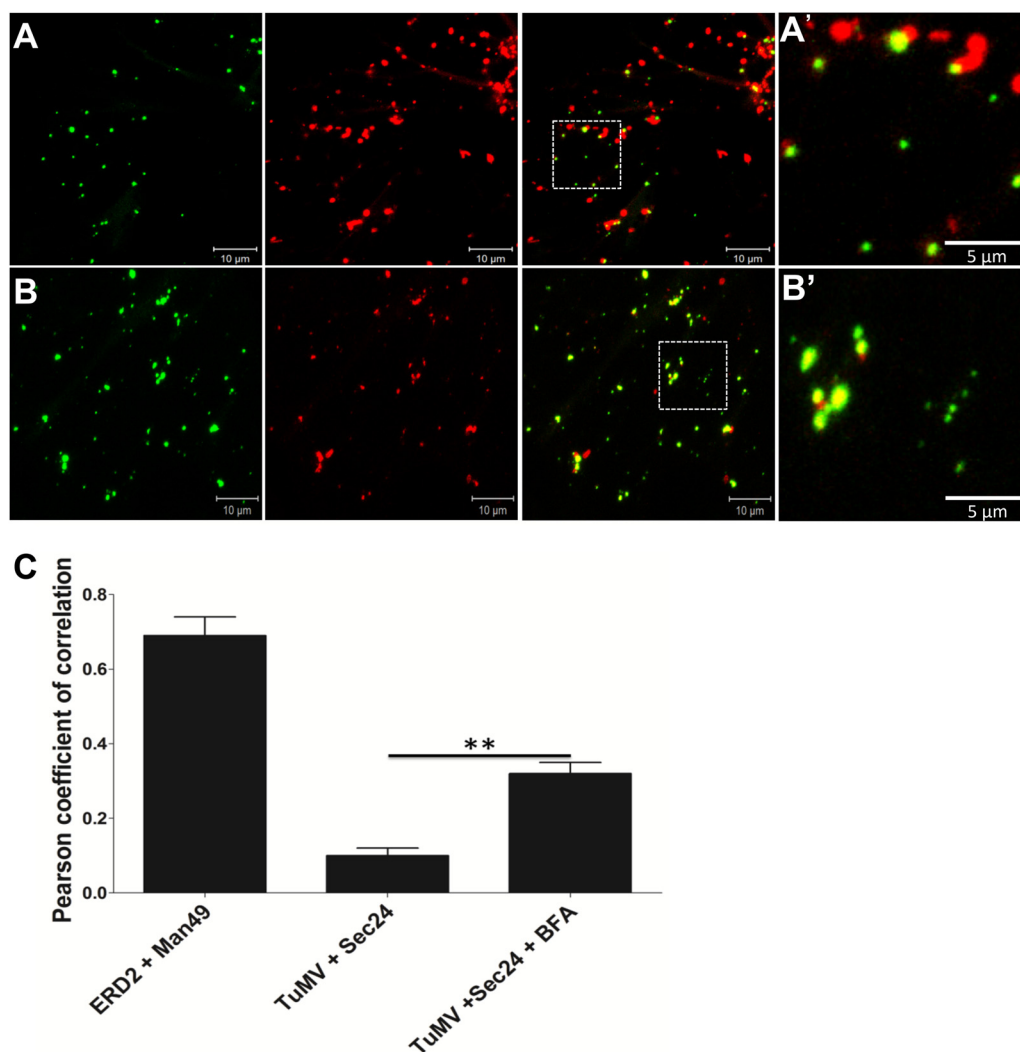 A
A'
10 µm
10 µm
10 µm
5 µm
B
B'
10 µm
10 µm
10 µm
5 µm
C
Pearson coefficient of correlation
0.8
0.6
0.4
0.2
0.0
**
ERD2 + Man49
TuMV + Sec24
TuMV +Sec24 + BFA